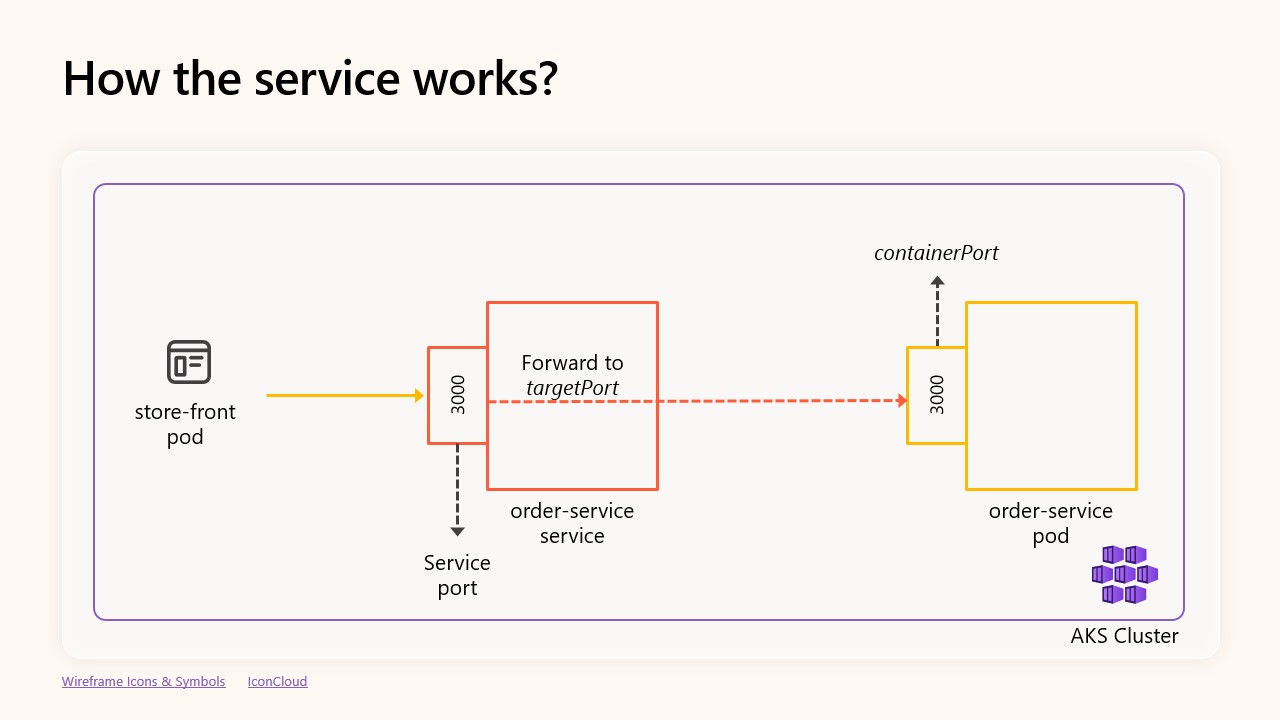 How the service works?
containerPort
store-front
pod
3000
Forward to
targetPort
3000
order-service
service
Service
port
order-service
pod
AKS Cluster
Wireframe Icons & Symbols
IconCloud